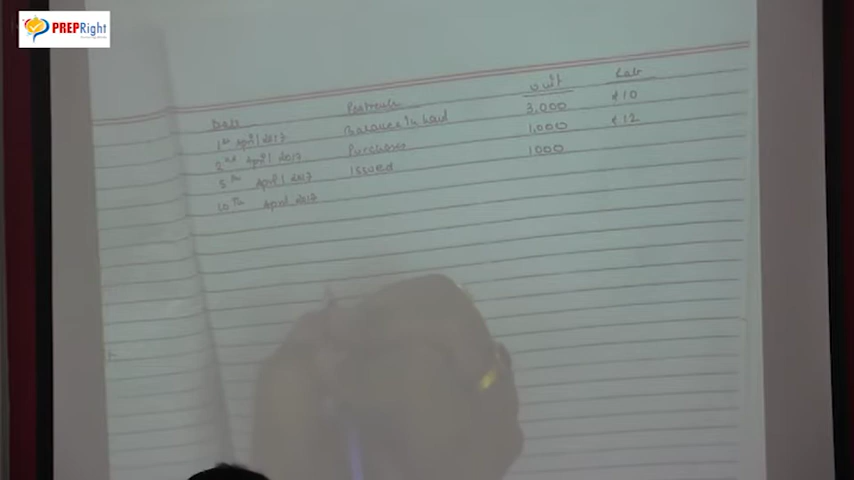 PREPRight
Date Particulars Unit Rate
1st April 2017 Balance in hand 3,000 ₹10
2nd April 2017 Purchases 1,000 ₹12
5th April 2017 Issued 1000
10th April 2017